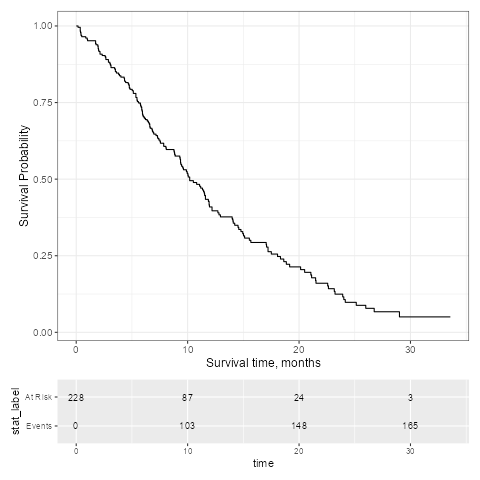 1.00
0.75
0.50
0.25
0.00
Survival Probability
0 10 20 30
Survival time, months
stat_label
At Risk 228 87 24 3
Events 0 103 148 165
0 10 20 30
time